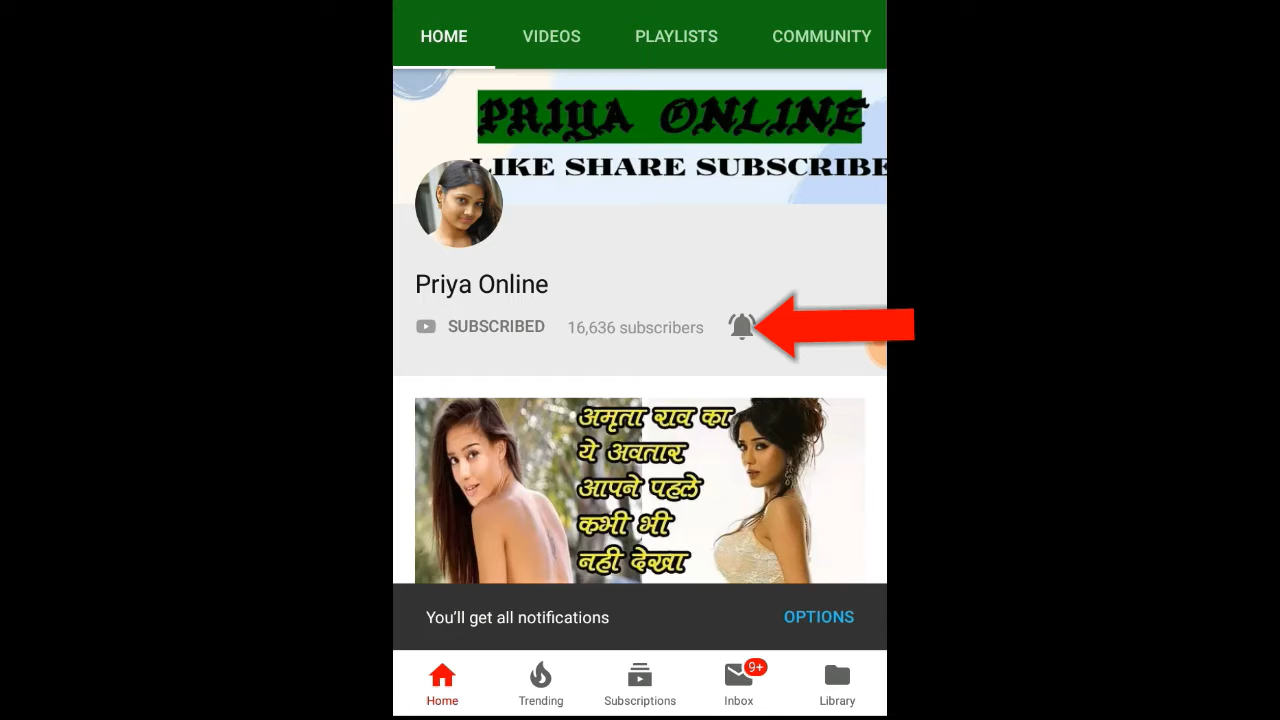 HOME VIDEOS PLAYLISTS COMMUNITY
PRIYA ONLINE
LIKE SHARE SUBSCRIBE
Priya Online
SUBSCRIBED 16,636 subscribers
अमृता राव का
ये अवतार
आपने पहले
कभी भी
नही देखा
You'll get all notifications OPTIONS
9+
Home Trending Subscriptions Inbox Library